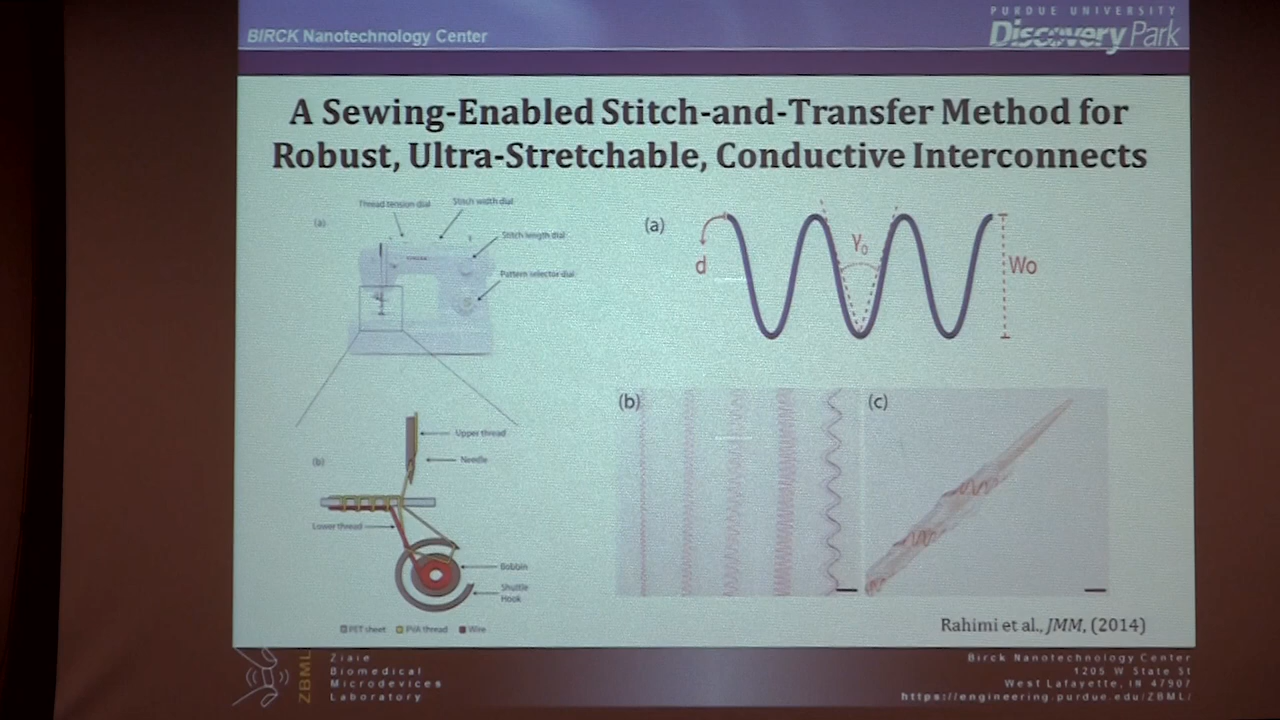 BIRCK Nanotechnology Center
PURDUE UNIVERSITY
Discovery Park
A Sewing-Enabled Stitch-and-Transfer Method for
Robust, Ultra-Stretchable, Conductive Interconnects
(a)
Thread tension dial
Stitch width dial
Stitch length dial
Pattern selector dial
(b)
Upper thread
Needle
Lower thread
Bobbin
Shuttle
Hook
PET sheet PVA thread Wire
(a)
d
γ₀
Wo
(b)
(c)
Rahimi et al., JMM, (2014)
ZBML
Ziaie
Biomedical
Microdevices
Laboratory
Birck Nanotechnology Center
1205 W State St
West Lafayette, IN 47907
https://engineering.purdue.edu/ZBML/